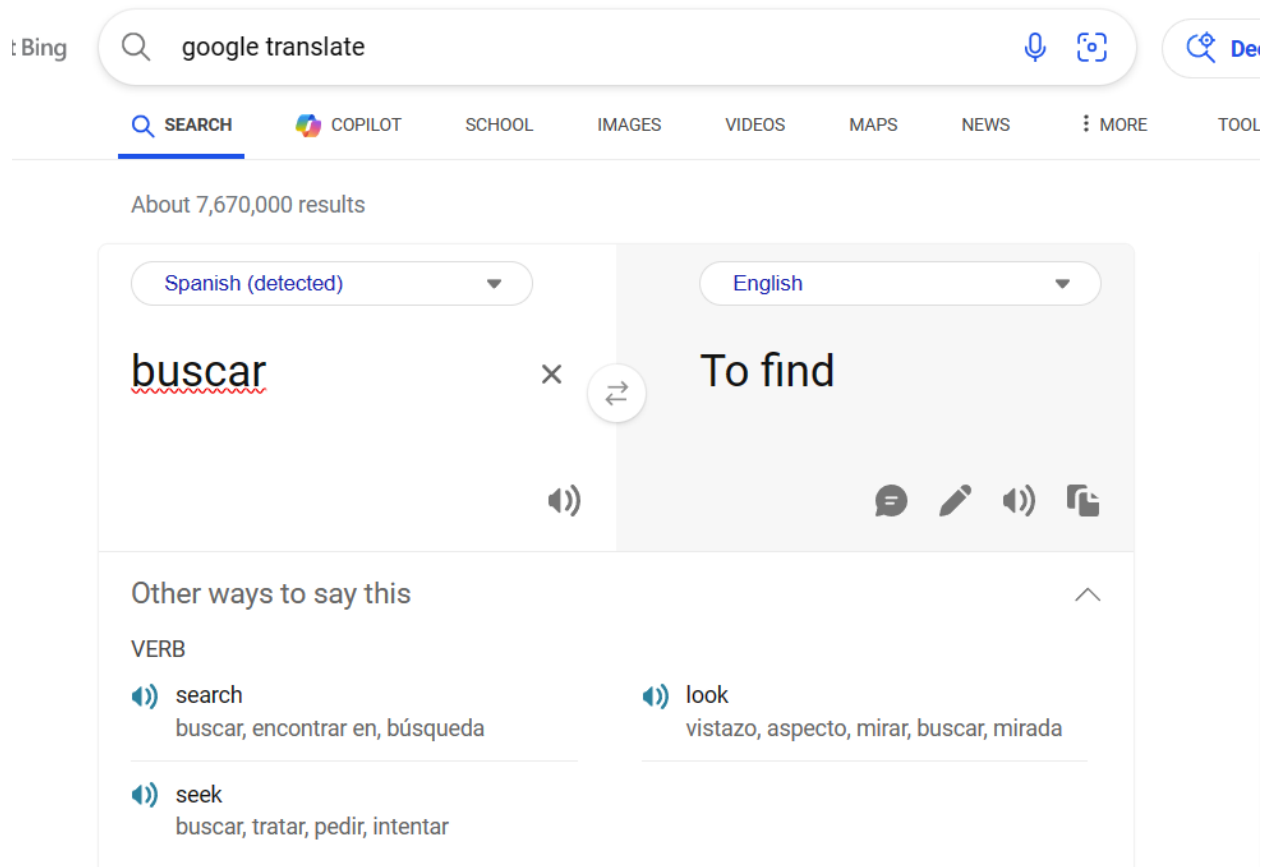 t Bing
google translate
De
SEARCH COPILOT SCHOOL IMAGES VIDEOS MAPS NEWS MORE TOOL
About 7,670,000 results
Spanish (detected) English
buscar To find
Other ways to say this
VERB
search look
buscar, encontrar en, búsqueda vistazo, aspecto, mirar, buscar, mirada
seek
buscar, tratar, pedir, intentar